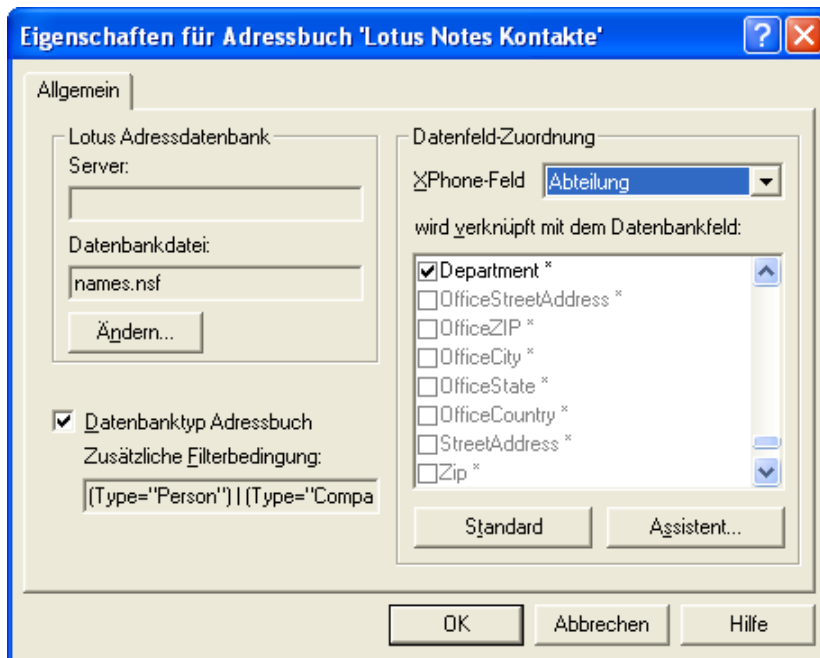 Eigenschaften für Adressbuch 'Lotus Notes Kontakte'
Allgemein
Lotus Adressdatenbank
Server:
Datenbankdatei:
names.nsf
Ändern...
Datenbanktyp Adressbuch
Zusätzliche Filterbedingung:
(Type="Person") | (Type="Compa
Datenfeld-Zuordnung
XPhone-Feld Abteilung
wird verknüpft mit dem Datenbankfeld:
Department *
OfficeStreetAddress *
OfficeZIP *
OfficeCity *
OfficeState *
OfficeCountry *
StreetAddress *
Zip *
Standard Assistent...
OK Abbrechen Hilfe